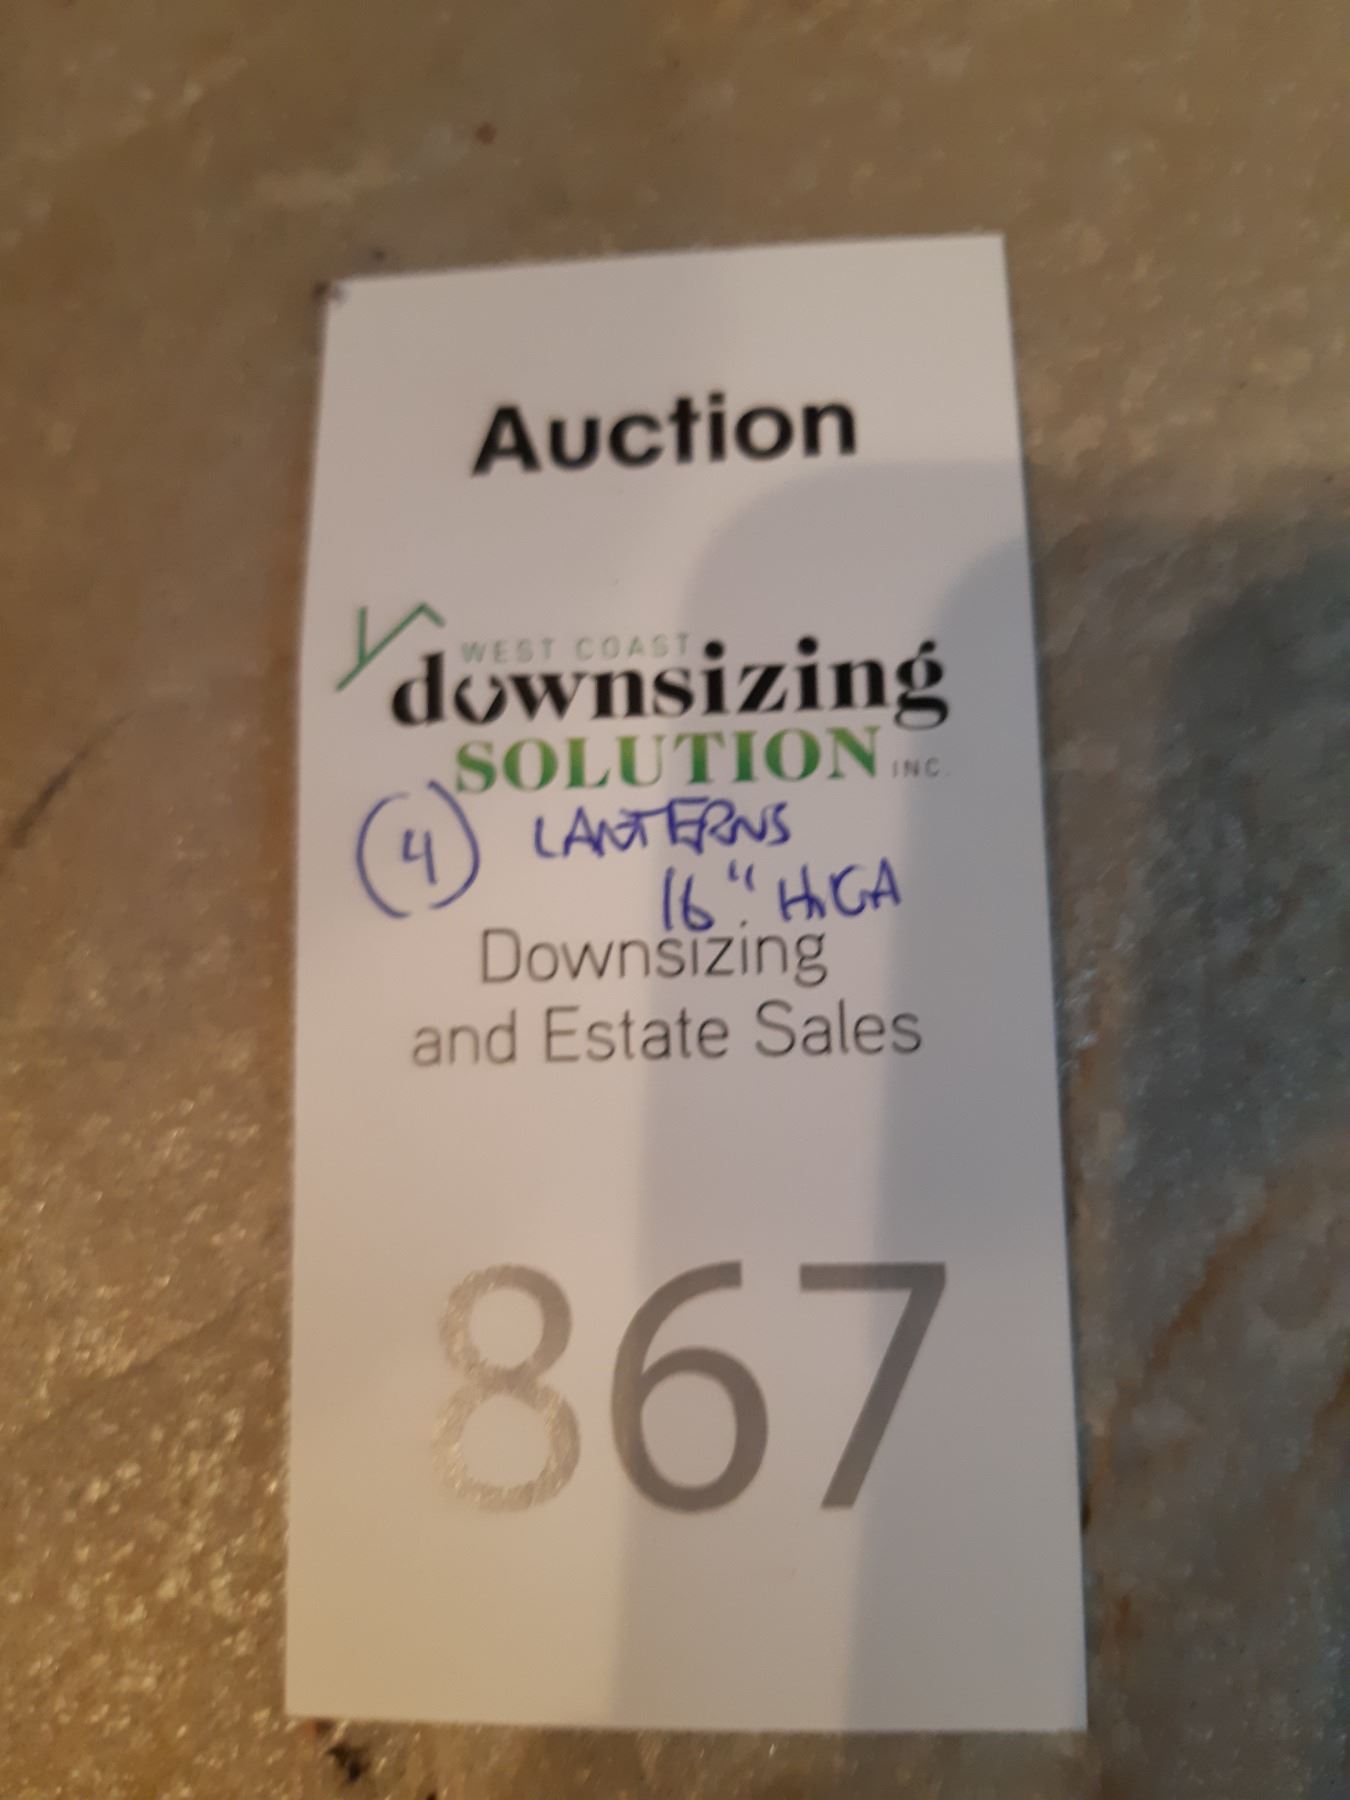 Auction
WEST COAST
downsizing
SOLUTION INC.
(4) LANTERNS
16" HIGH
Downsizing
and Estate Sales
867